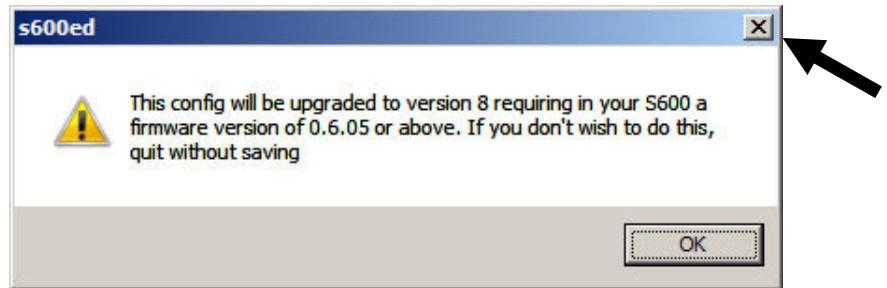 s600ed
This config will be upgraded to version 8 requiring in your S600 a
firmware version of 0.6.05 or above. If you don't wish to do this,
quit without saving
OK